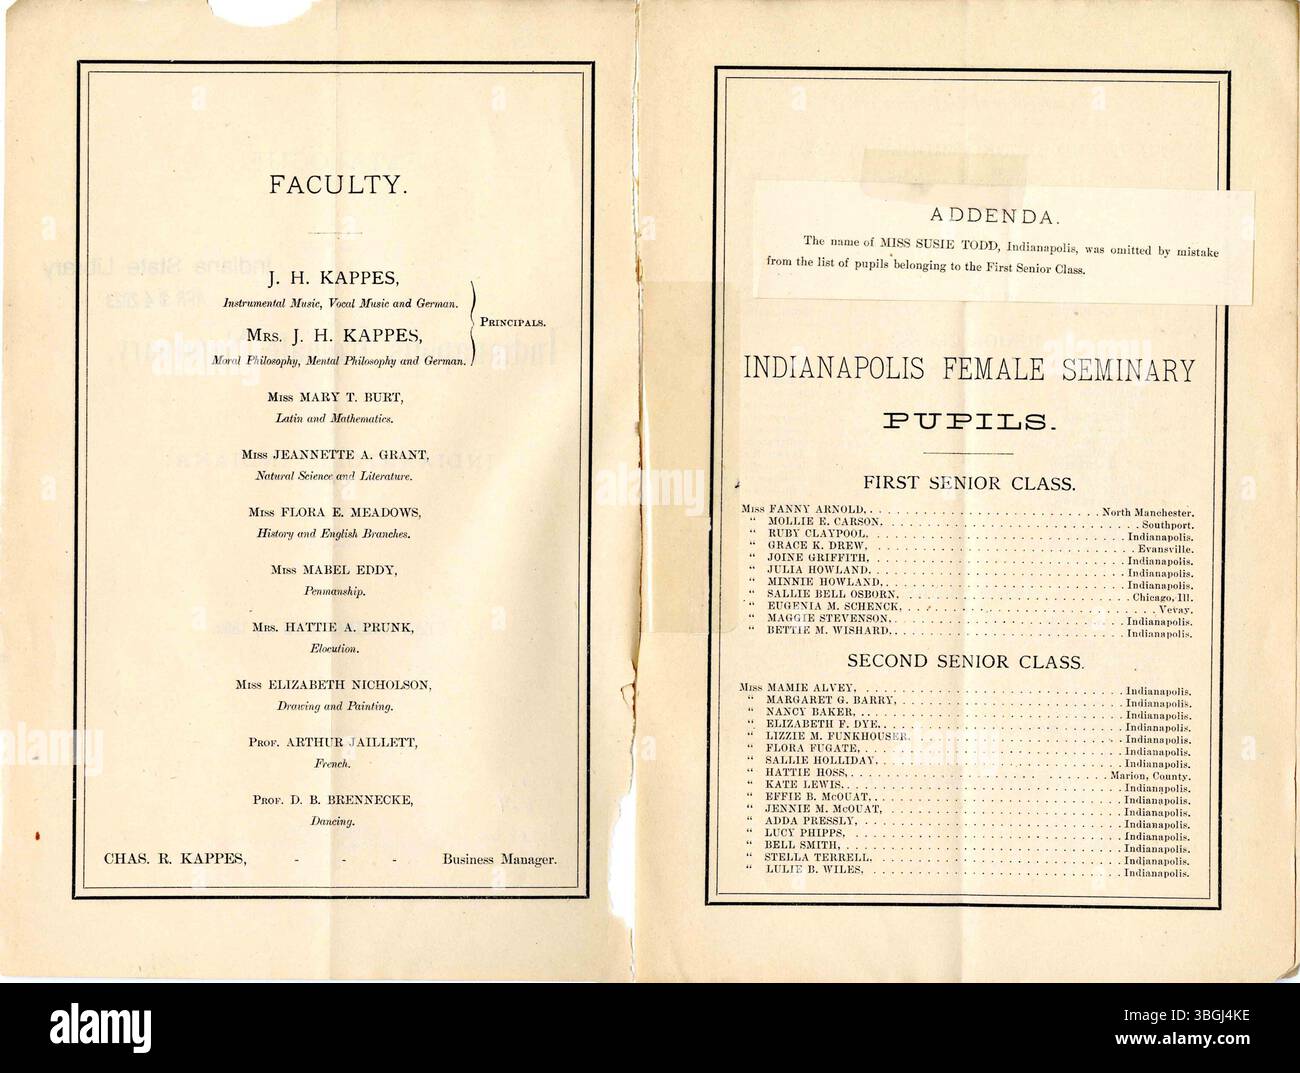 FACULTY.
J. H. KAPPES,
Instrumental Music, Vocal Music and German.
PRINCIPALS.
MRS. J. H. KAPPES,
Moral Philosophy, Mental Philosophy and German.
MISS MARY T. BURT,
Latin and Mathematics.
MISS JEANNETTE A. GRANT,
Natural Science and Literature.
MISS FLORA E. MEADOWS,
History and English Branches.
MISS MABEL EDDY,
Penmanship.
MRS. HATTIE A. PRUNK,
Elocution.
MISS ELIZABETH NICHOLSON,
Drawing and Painting.
PROF. ARTHUR JAILLETT,
French.
PROF. D. B. BRENNECKE,
Dancing.
CHAS. R. KAPPES, - - - Business Manager.
ADDENDA.
The name of MISS SUSIE TODD, Indianapolis, was omitted by mistake
from the list of pupils belonging to the First Senior Class.
INDIANAPOLIS FEMALE SEMINARY
PUPILS.
FIRST SENIOR CLASS.
MISS FANNY ARNOLD, North Manchester.
" MOLLIE E. CARSON, Southport.
" RUBY CLAYPOOL, Indianapolis.
" GRACE K. DREW, Evansville.
" JOINE GRIFFITH, Indianapolis.
" JULIA HOWLAND, Indianapolis.
" MINNIE HOWLAND, Indianapolis.
" SALLIE BELL OSBORN, Chicago, Ill.
" EUGENIA M. SCHENCK, Vevay.
" MAGGIE STEVENSON, Indianapolis.
" BETTIE M. WISHARD, Indianapolis.
SECOND SENIOR CLASS.
MISS MAMIE ALVEY, Indianapolis.
" MARGARET G. BARRY, Indianapolis.
" NANCY BAKER, Indianapolis.
" ELIZABETH F. DYE, Indianapolis.
" LIZZIE M. FUNKHOUSER, Indianapolis.
" FLORA FUGATE, Indianapolis.
" SALLIE HOLLIDAY, Indianapolis.
" HATTIE HOSS, Marion, County.
" KATE LEWIS, Indianapolis.
" EFFIE B. McOUAT, Indianapolis.
" JENNIE M. McOUAT, Indianapolis.
" ADDA PRESSLY, Indianapolis.
" LUCY PHIPPS, Indianapolis.
" BELL SMITH, Indianapolis.
" STELLA TERRELL, Indianapolis.
" LULIE B. WILES, Indianapolis.
alamy
Image ID: 3BGJ4KE
www.alamy.com